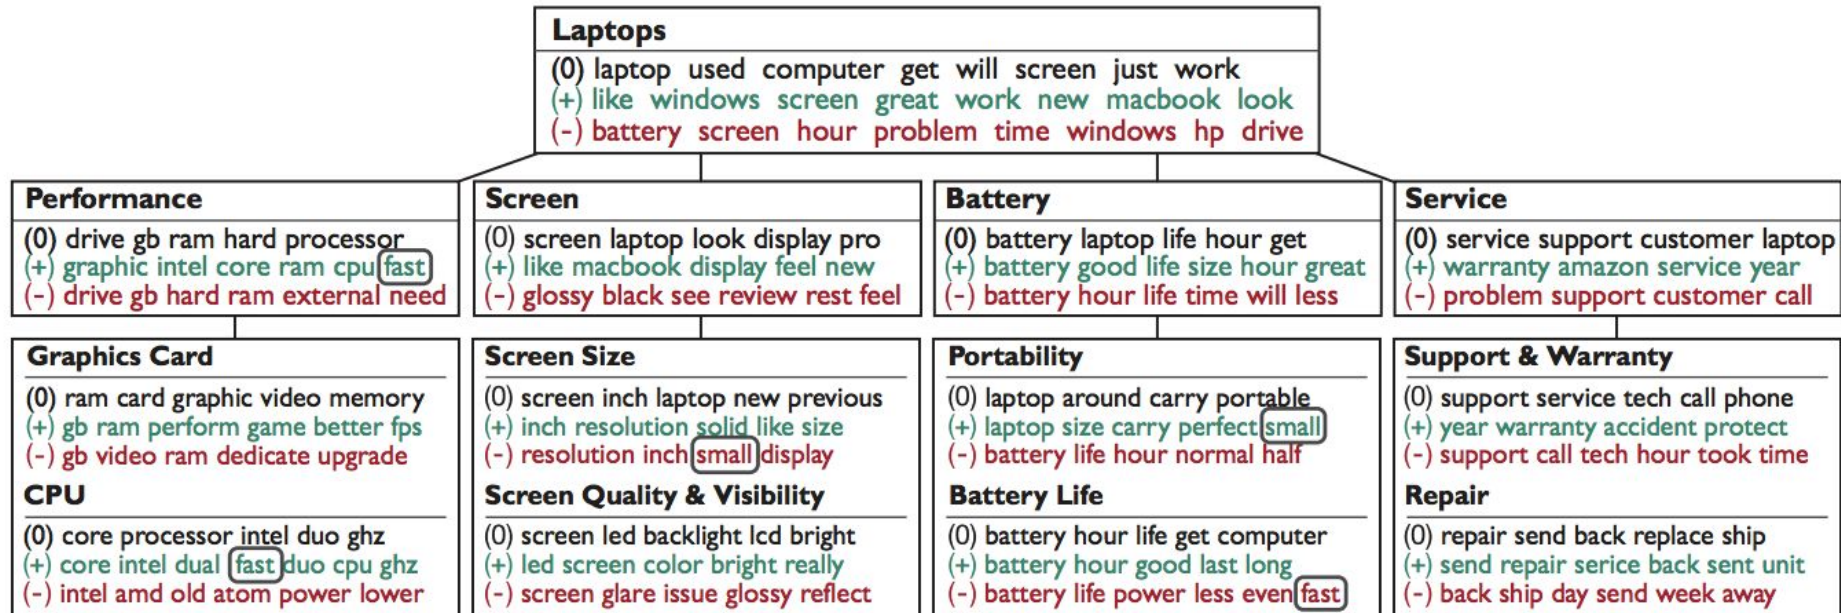 Laptops
(0) laptop used computer get will screen just work
(+) like windows screen great work new macbook look
(-) battery screen hour problem time windows hp drive
Performance
(0) drive gb ram hard processor
(+) graphic intel core ram cpu fast
(-) drive gb hard ram external need
Graphics Card
(0) ram card graphic video memory
(+) gb ram perform game better fps
(-) gb video ram dedicate upgrade
CPU
(0) core processor intel duo ghz
(+) core intel dual fast duo cpu ghz
(-) intel amd old atom power lower
Screen
(0) screen laptop look display pro
(+) like macbook display feel new
(-) glossy black see review rest feel
Screen Size
(0) screen inch laptop new previous
(+) inch resolution solid like size
(-) resolution inch small display
Screen Quality & Visibility
(0) screen led backlight lcd bright
(+) led screen color bright really
(-) screen glare issue glossy reflect
Battery
(0) battery laptop life hour get
(+) battery good life size hour great
(-) battery hour life time will less
Portability
(0) laptop around carry portable
(+) laptop size carry perfect small
(-) battery life hour normal half
Battery Life
(0) battery hour life get computer
(+) battery hour good last long
(-) battery life power less even fast
Service
(0) service support customer laptop
(+) warranty amazon service year
(-) problem support customer call
Support & Warranty
(0) support service tech call phone
(+) year warranty accident protect
(-) support call tech hour took time
Repair
(0) repair send back replace ship
(+) send repair serice back sent unit
(-) back ship day send week away